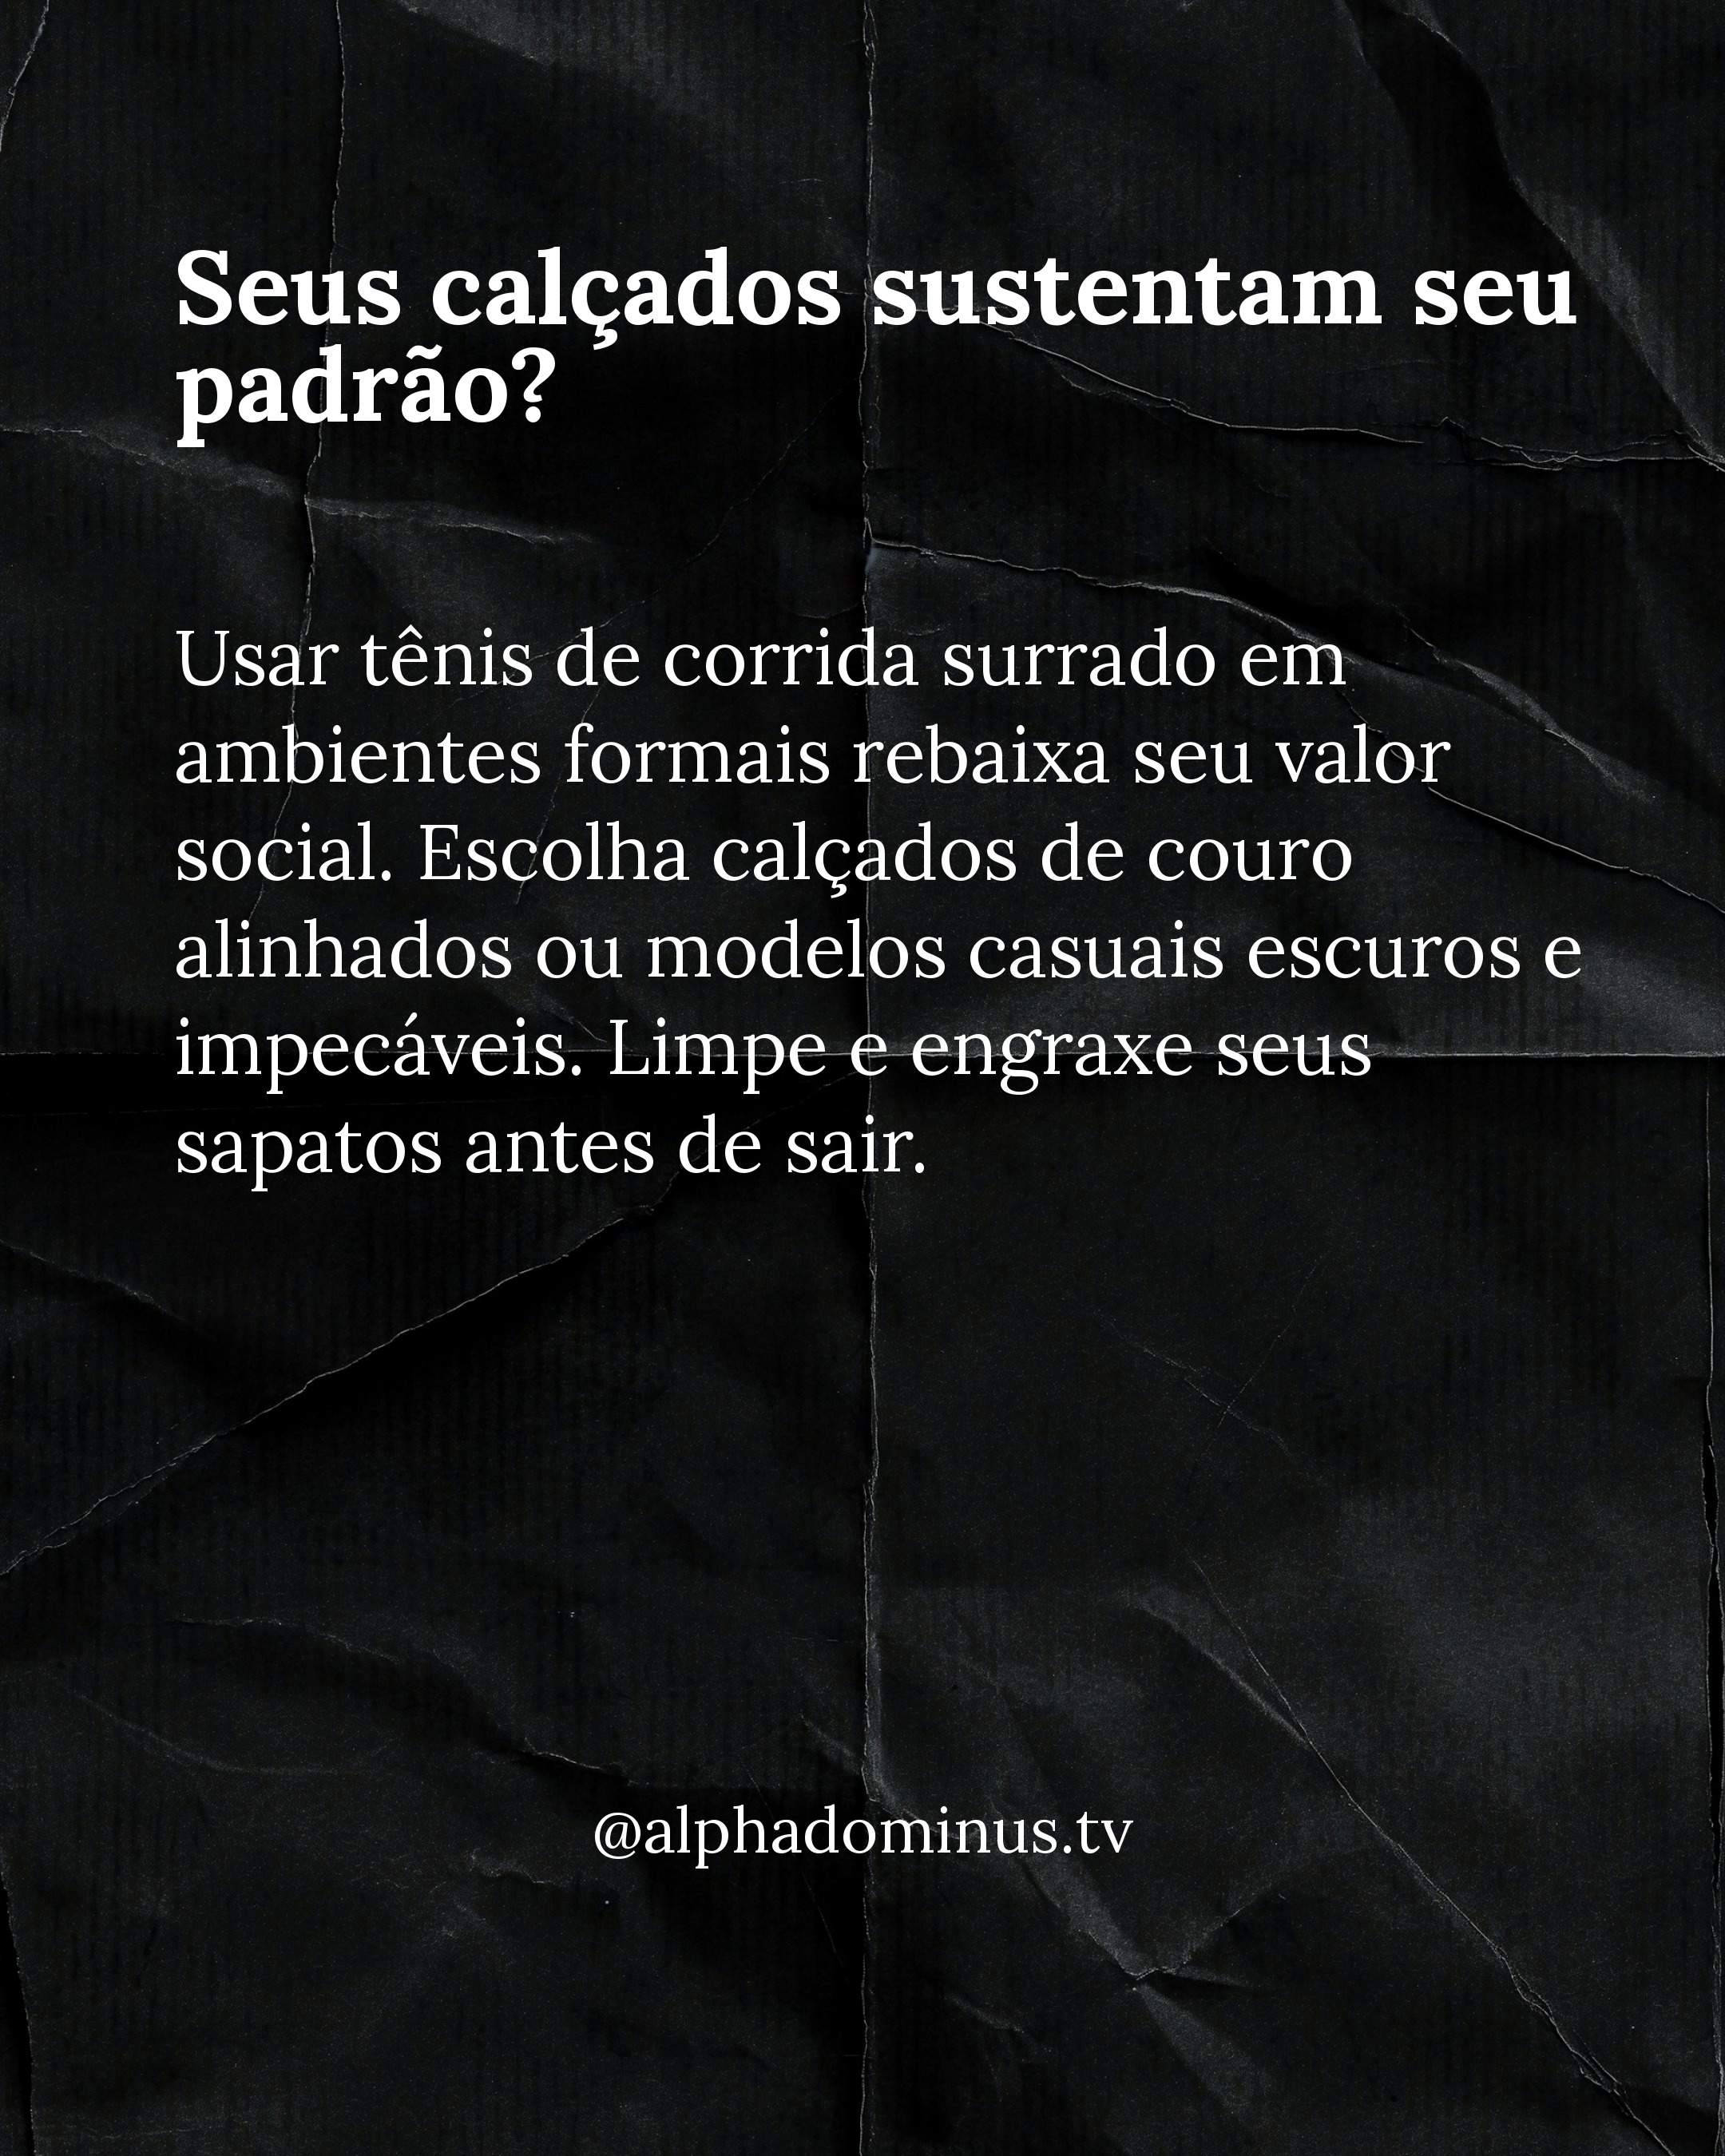 Seus calçados sustentam seu
padrão?
Usar tênis de corrida surrado em
ambientes formais rebaixa seu valor
social. Escolha calçados de couro
alinhados ou modelos casuais escuros e
impecáveis. Limpe e engraxe seus
sapatos antes de sair.
@alphadominus.tv